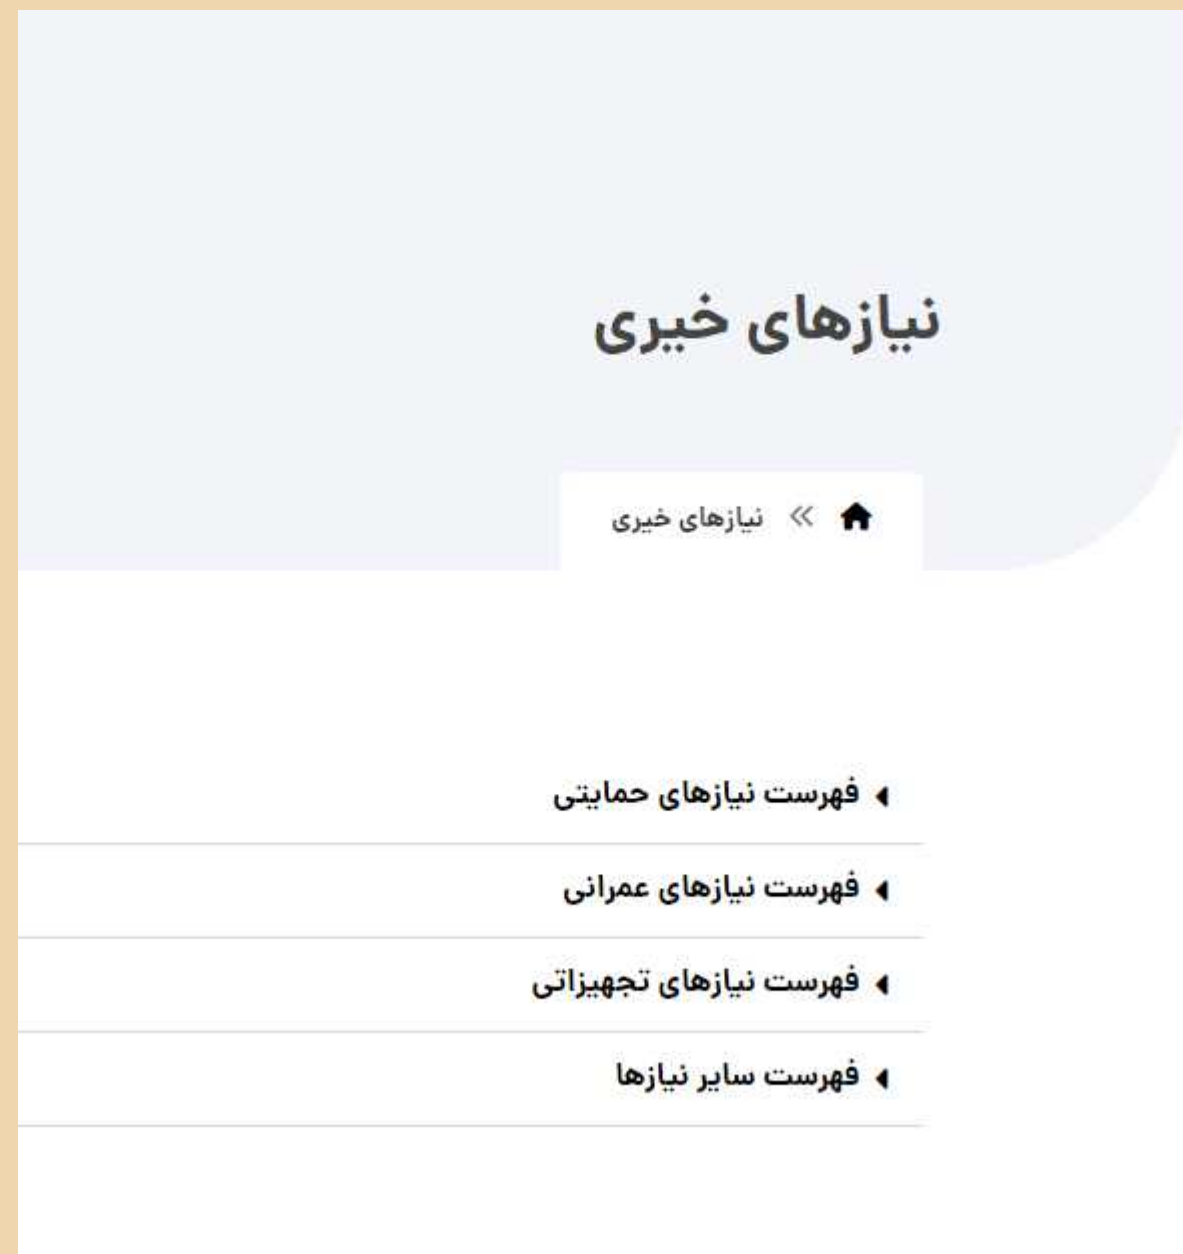 نیازهای خیری
» نیازهای خیری
فهرست نیازهای حمایتی
فهرست نیازهای عمرانی
فهرست نیازهای تجهیزاتی
فهرست سایر نیازها